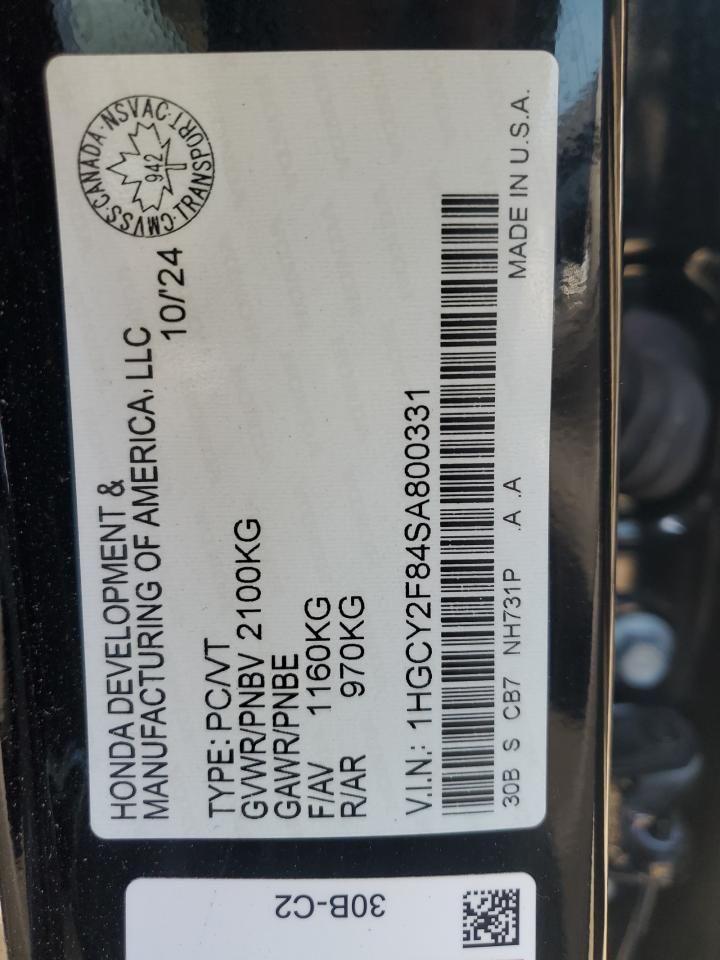 HONDA DEVELOPMENT &
MANUFACTURING OF AMERICA, LLC
10/'24
CMVSS·CANADA·NSVAC·TRANSPORT
942
TYPE: PC/VT
GVWR/PNBV 2100KG
GAWR/PNBE
F/AV 1160KG
R/AR 970KG
V.I.N.: 1HGCY2F84SA800331
30B S CB7 NH731P .A .A MADE IN U.S.A.
30B-C2